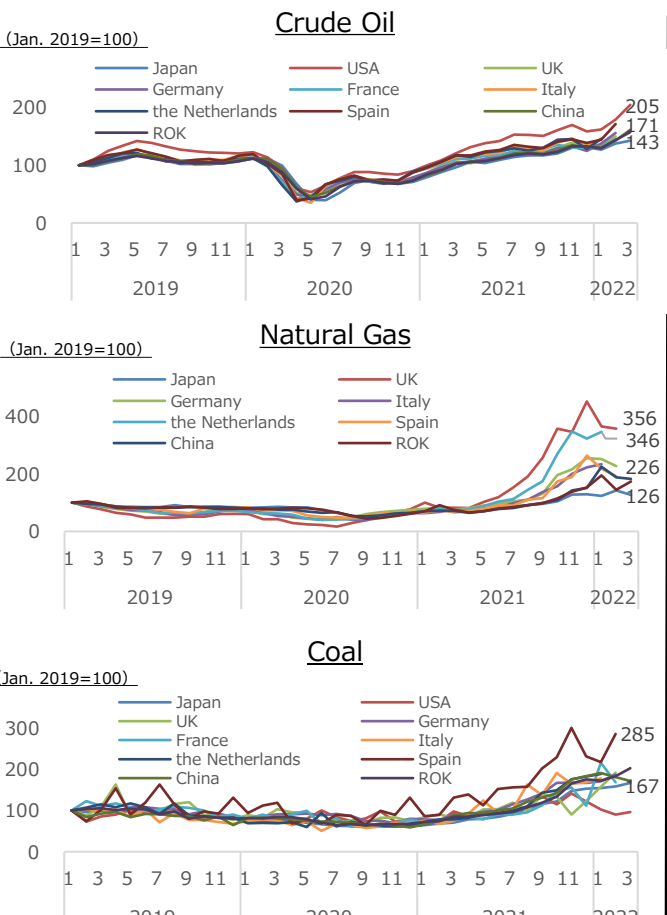 Crude Oil
(Jan. 2019=100)
Japan USA UK
Germany France Italy
the Netherlands Spain China
ROK
205
171
143
200
100
0
1 3 5 7 9 11 1 3 5 7 9 11 1 3 5 7 9 11 1 3
2019 2020 2021 2022
Natural Gas
(Jan. 2019=100)
Japan UK
Germany Italy
the Netherlands Spain
China ROK
400
200
0
356
346
226
126
1 3 5 7 9 11 1 3 5 7 9 11 1 3 5 7 9 11 1 3
2019 2020 2021 2022
Coal
(Jan. 2019=100)
Japan USA
UK Germany
France Italy
the Netherlands Spain
China ROK
300
200
100
0
285
167
1 3 5 7 9 11 1 3 5 7 9 11 1 3 5 7 9 11 1 3
2019 2020 2021 2022